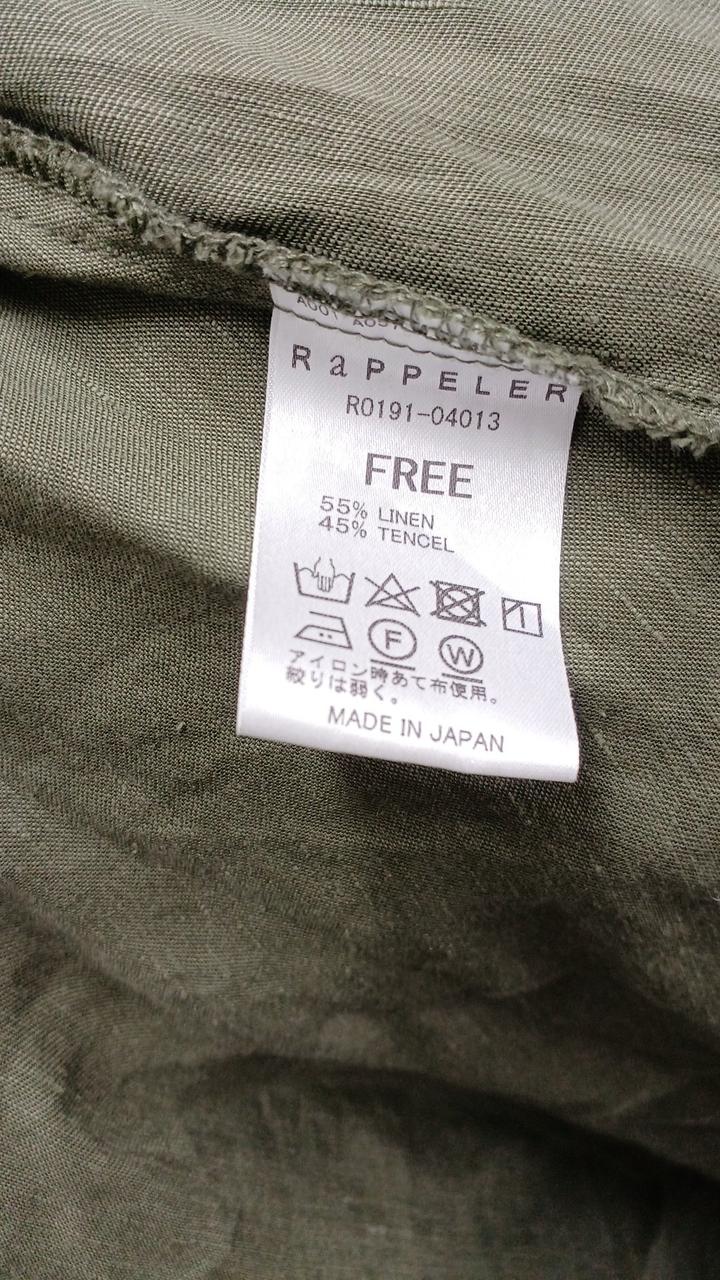 RaPPELER
R0191-04013
FREE
55% LINEN
45% TENCEL
F W
アイロン時あて布使用。
絞りは弱く。
MADE IN JAPAN